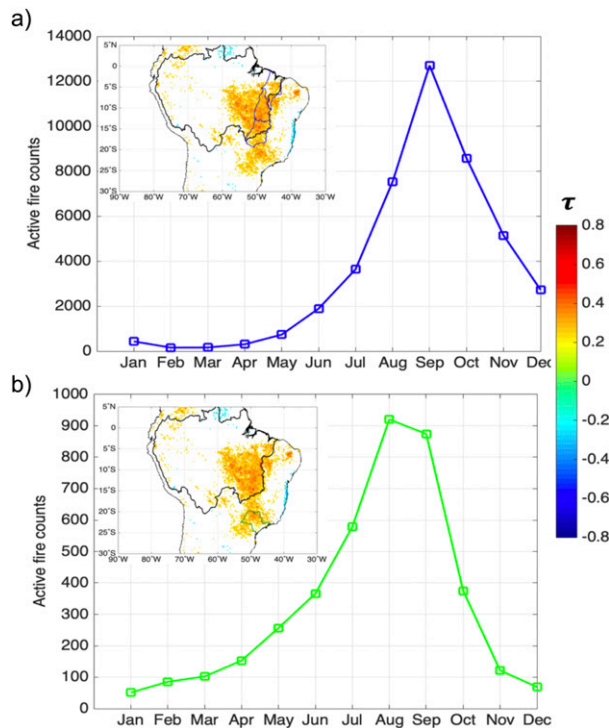 a)
14000
12000
10000
8000
6000
4000
2000
0
Active fire counts
5°N
0°
5°S
10°S
15°S
20°S
25°S
30°S
90°W 80°W 70°W 60°W 50°W 40°W 30°W
Jan Feb Mar Apr May Jun Jul Aug Sep Oct Nov Dec
τ
0.8
0.6
0.4
0.2
0
-0.2
-0.4
-0.6
-0.8
b)
1000
900
800
700
600
500
400
300
200
100
0
Active fire counts
5°N
0°
5°S
10°S
15°S
20°S
25°S
30°S
90°W 80°W 70°W 60°W 50°W 40°W 30°W
Jan Feb Mar Apr May Jun Jul Aug Sep Oct Nov Dec